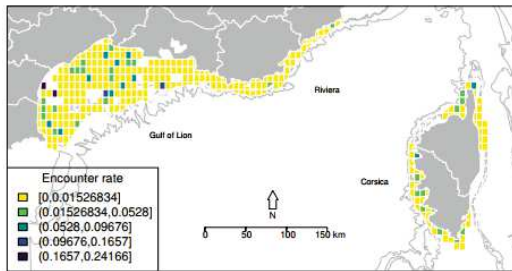 Riviera
Gulf of Lion
Corsica
Encounter rate
[0,0.01526834]
(0.01526834,0.0528]
(0.0528,0.09676]
(0.09676,0.1657]
(0.1657,0.24166]
N
0 50 100 150 km